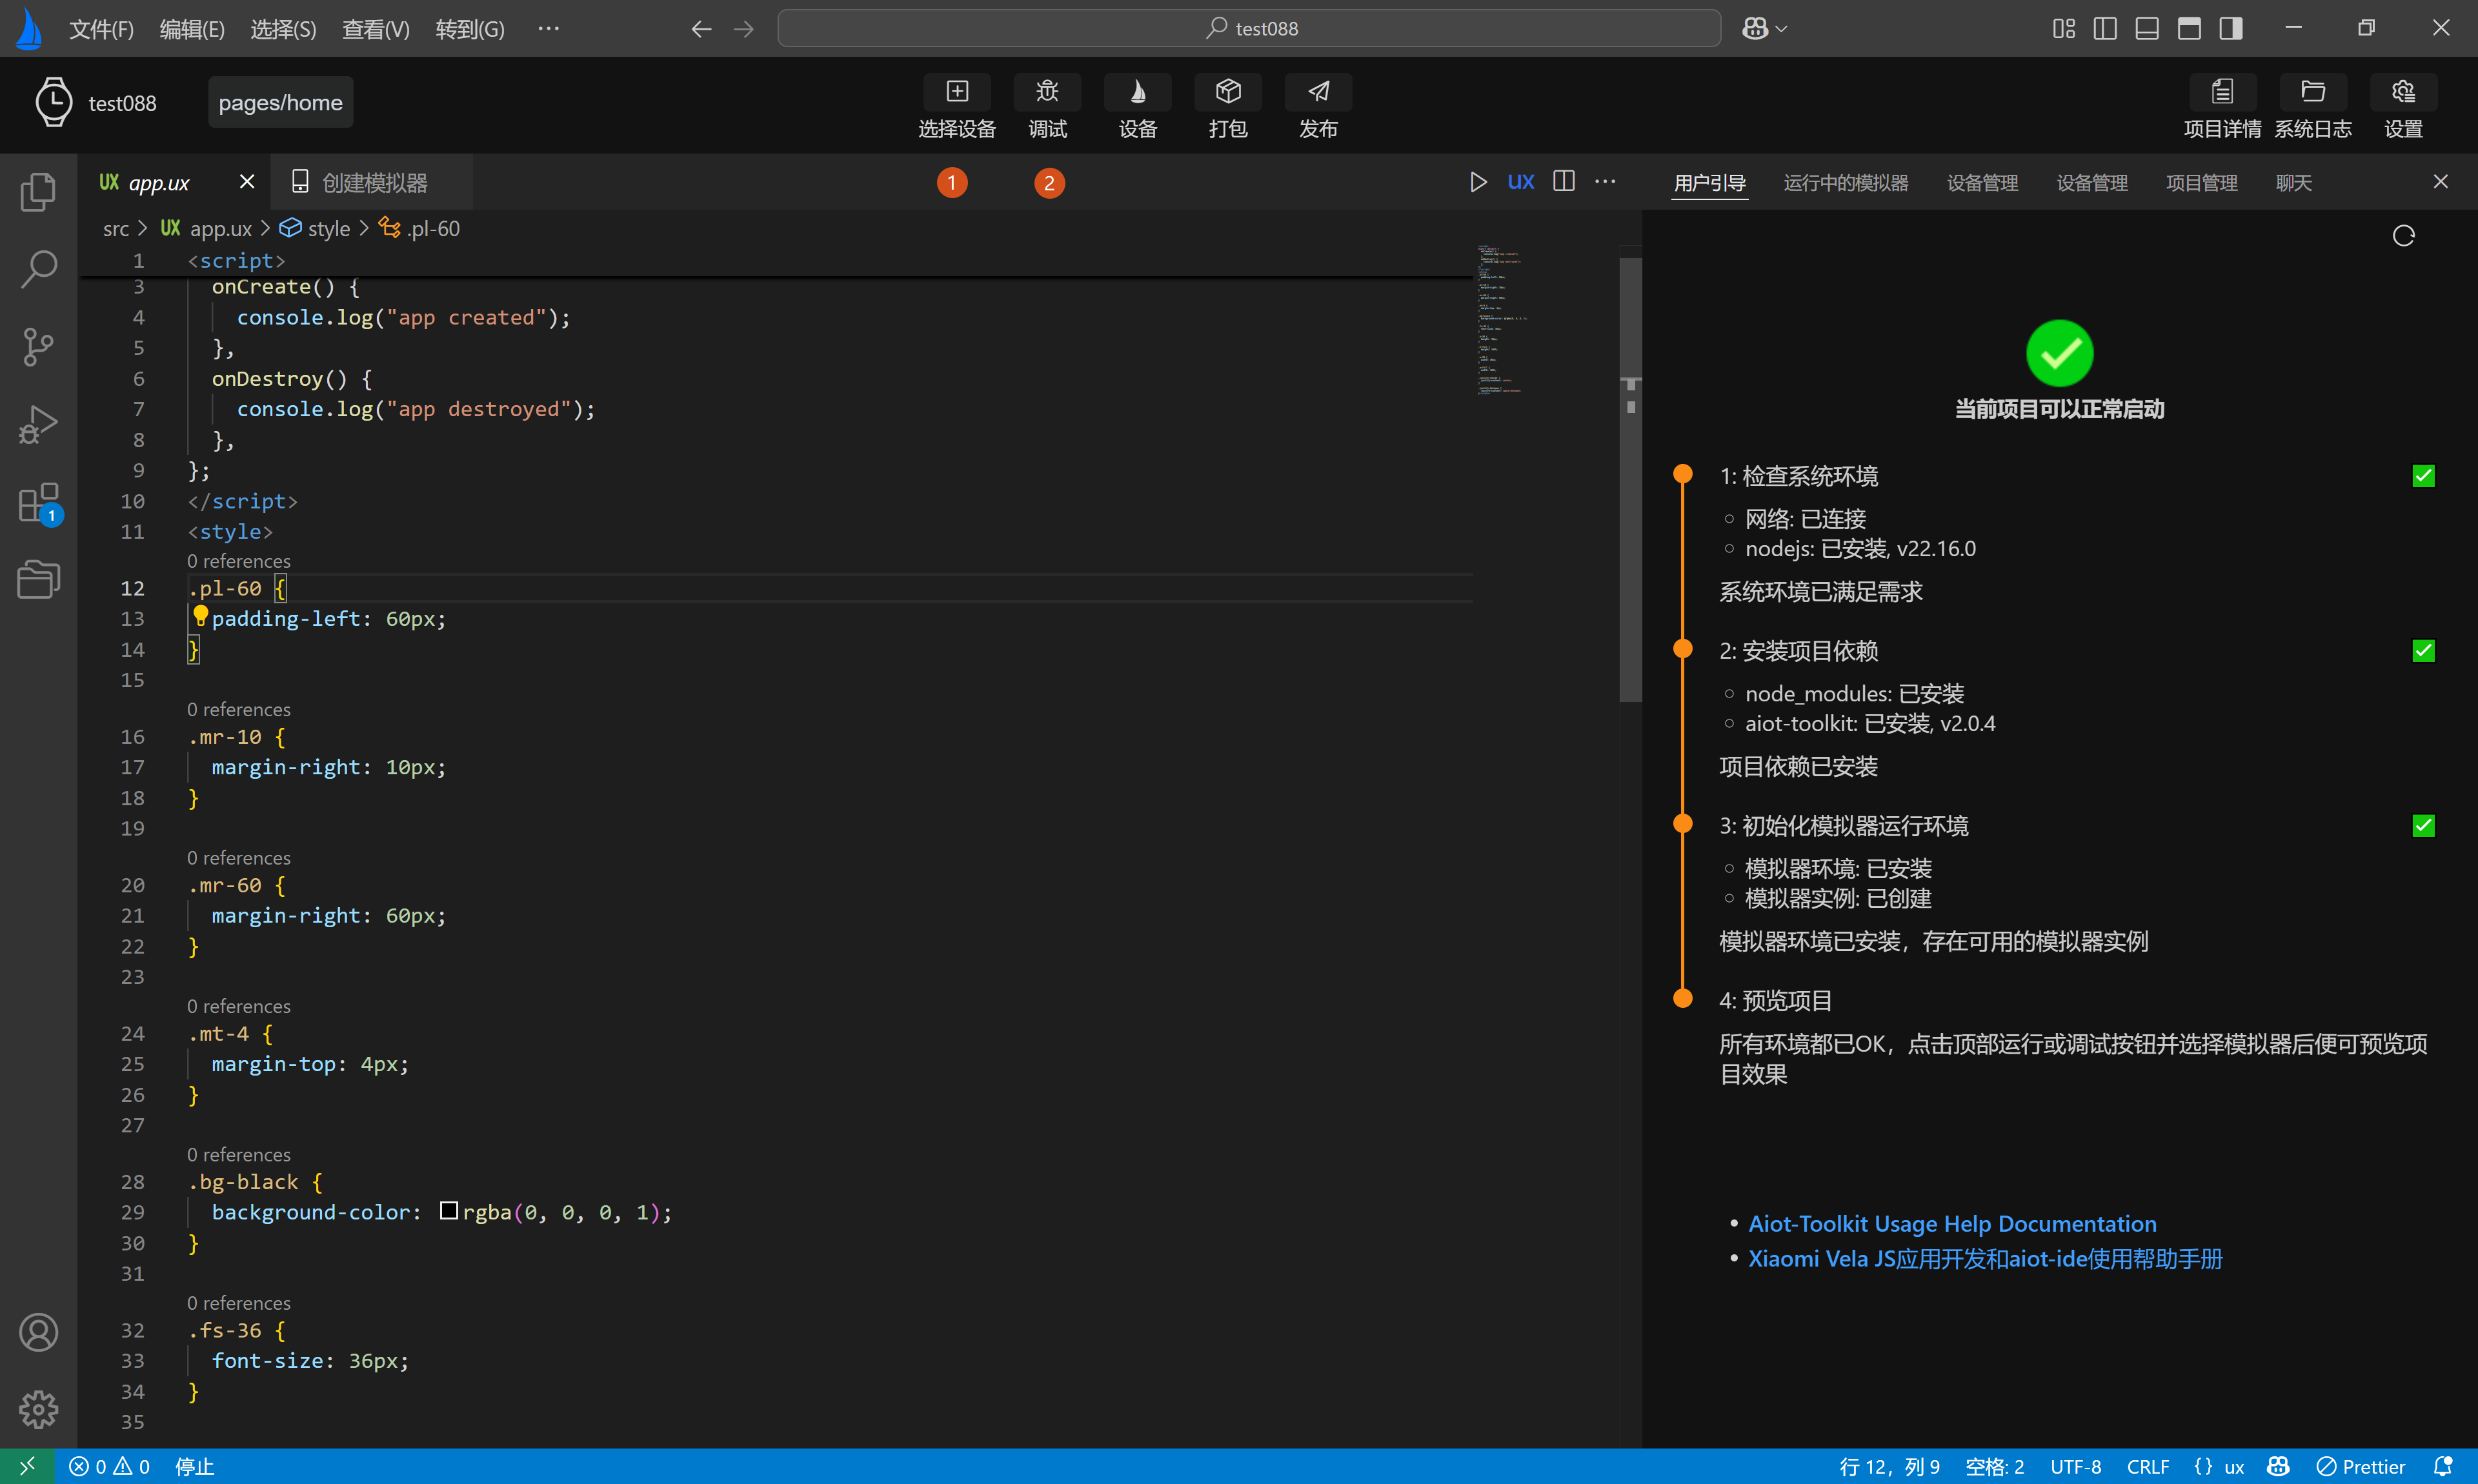 文件(F) 编辑(E) 选择(S) 查看(V) 转到(G) ··· test088
test088 pages/home 选择设备 调试 设备 打包 发布 项目详情 系统日志 设置
UX app.ux 创建模拟器 1 2 UX
src > UX app.ux > style > .pl-60
1 <script>
3 onCreate() {
4 console.log("app created");
5 },
6 onDestroy() {
7 console.log("app destroyed");
8 },
9 };
10 </script>
11 <style>
0 references
12 .pl-60 {
13 padding-left: 60px;
14 }
15
0 references
16 .mr-10 {
17 margin-right: 10px;
18 }
19
0 references
20 .mr-60 {
21 margin-right: 60px;
22 }
23
0 references
24 .mt-4 {
25 margin-top: 4px;
26 }
27
0 references
28 .bg-black {
29 background-color: rgba(0, 0, 0, 1);
30 }
31
0 references
32 .fs-36 {
33 font-size: 36px;
34 }
35
1
用户引导 运行中的模拟器 设备管理 设备管理 项目管理 聊天
当前项目可以正常启动
1: 检查系统环境
网络: 已连接
nodejs: 已安装, v22.16.0
系统环境已满足需求
2: 安装项目依赖
node_modules: 已安装
aiot-toolkit: 已安装, v2.0.4
项目依赖已安装
3: 初始化模拟器运行环境
模拟器环境: 已安装
模拟器实例: 已创建
模拟器环境已安装，存在可用的模拟器实例
4: 预览项目
所有环境都已OK，点击顶部运行或调试按钮并选择模拟器后便可预览项
目效果
• Aiot-Toolkit Usage Help Documentation
• Xiaomi Vela JS应用开发和aiot-ide使用帮助手册
0 0 停止 行 12，列 9 空格: 2 UTF-8 CRLF {} ux Prettier